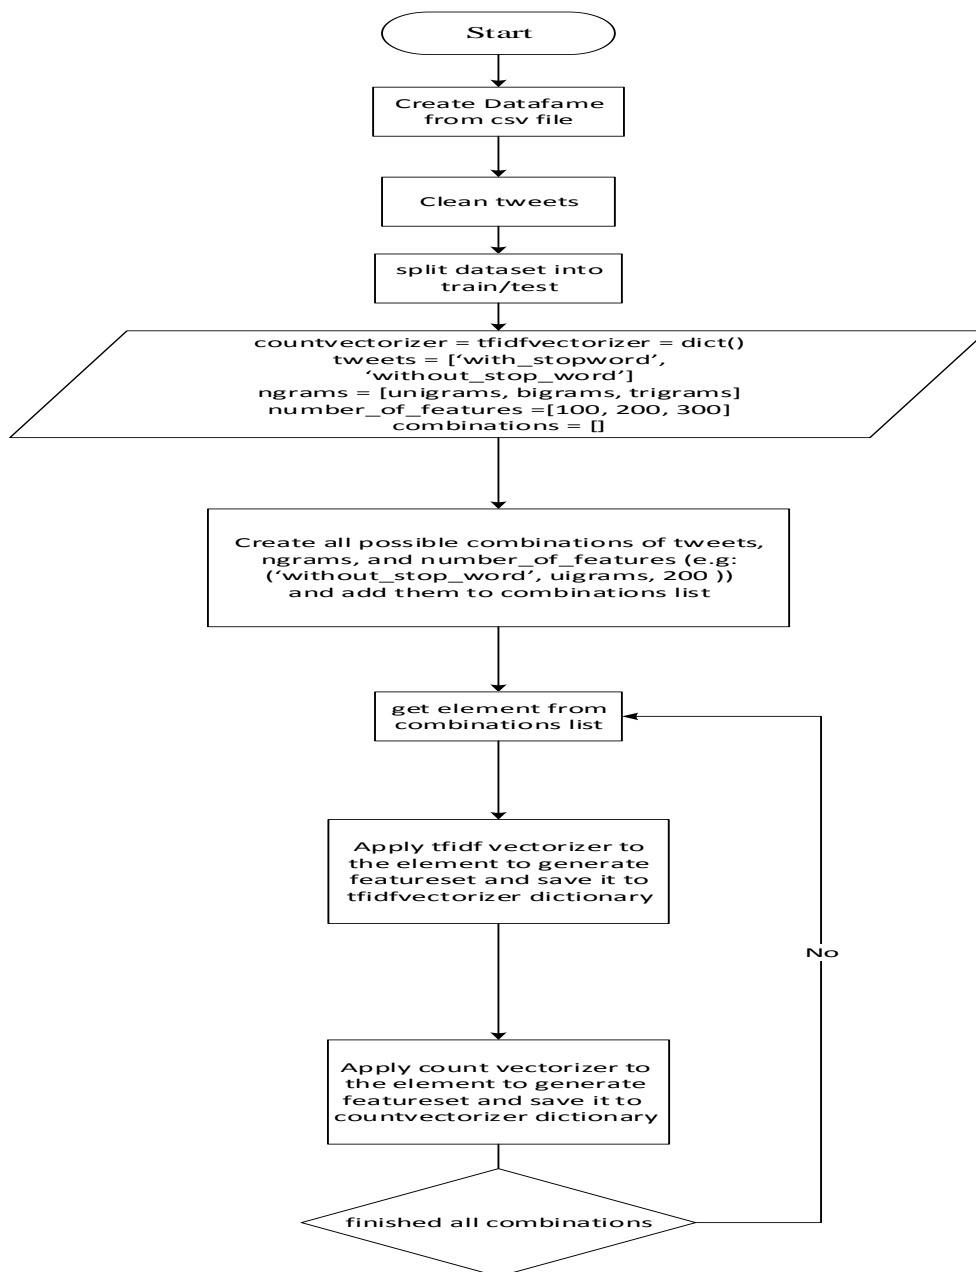 Start
Create Datafame
from csv file
Clean tweets
split dataset into
train/test
countvectorizer = tfidfvectorizer = dict()
tweets = [‘with_stopword’,
‘without_stop_word’]
ngrams = [unigrams, bigrams, trigrams]
number_of_features =[100, 200, 300]
combinations = []
Create all possible combinations of tweets,
ngrams, and number_of_features (e.g:
(‘without_stop_word’, uigrams, 200 ))
and add them to combinations list
get element from
combinations list
Apply tfidf vectorizer to
the element to generate
featureset and save it to
tfidfvectorizer dictionary
No
Apply count vectorizer to
the element to generate
featureset and save it to
countvectorizer dictionary
finished all combinations